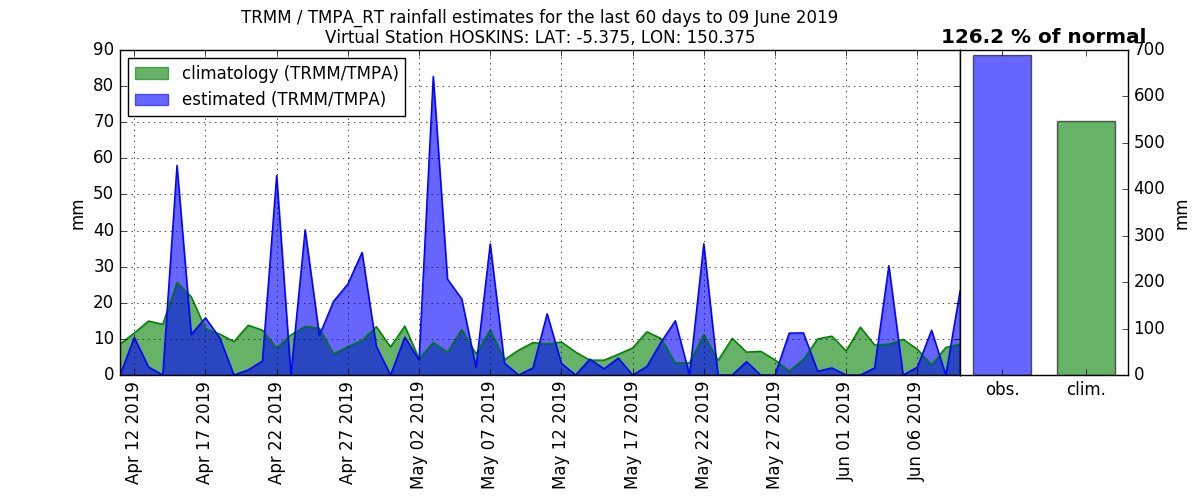 TRMM / TMPA_RT rainfall estimates for the last 60 days to 09 June 2019
Virtual Station HOSKINS: LAT: -5.375, LON: 150.375
126.2 % of normal
climatology (TRMM/TMPA)
estimated (TRMM/TMPA)
90
80
70
60
50
40
30
20
10
0
mm
Apr 12 2019
Apr 17 2019
Apr 22 2019
Apr 27 2019
May 02 2019
May 07 2019
May 12 2019
May 17 2019
May 22 2019
May 27 2019
Jun 01 2019
Jun 06 2019
obs.
clim.
700
600
500
400
300
200
100
0
mm